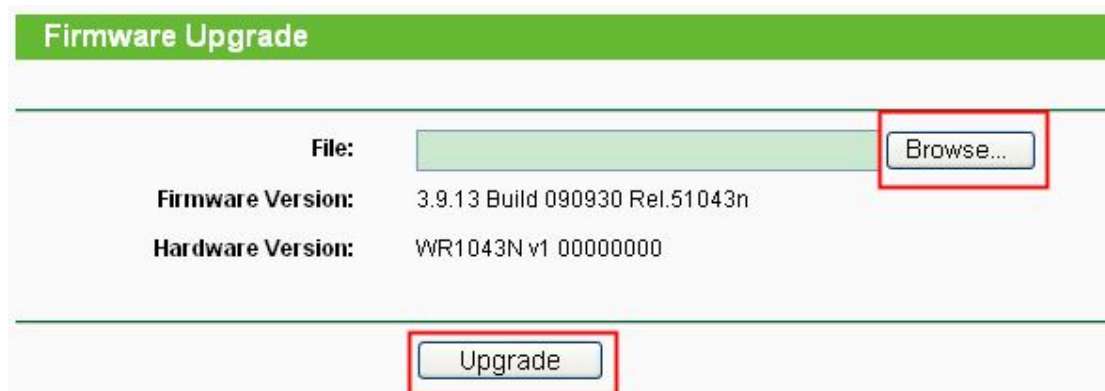 Firmware Upgrade
File:
Browse...
Firmware Version: 3.9.13 Build 090930 Rel.51043n
Hardware Version: WR1043N v1 00000000
Upgrade